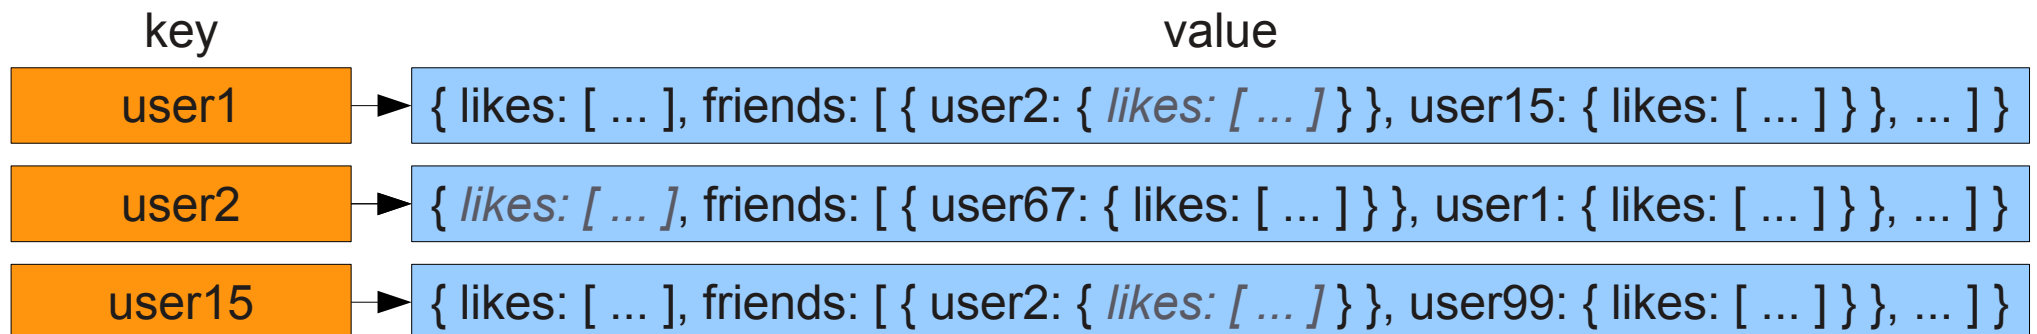 key value
user1 { likes: [ ... ], friends: [ { user2: { likes: [ ... ] } }, user15: { likes: [ ... ] } }, ... ] }
user2 { likes: [ ... ], friends: [ { user67: { likes: [ ... ] } }, user1: { likes: [ ... ] } }, ... ] }
user15 { likes: [ ... ], friends: [ { user2: { likes: [ ... ] } }, user99: { likes: [ ... ] } }, ... ] }